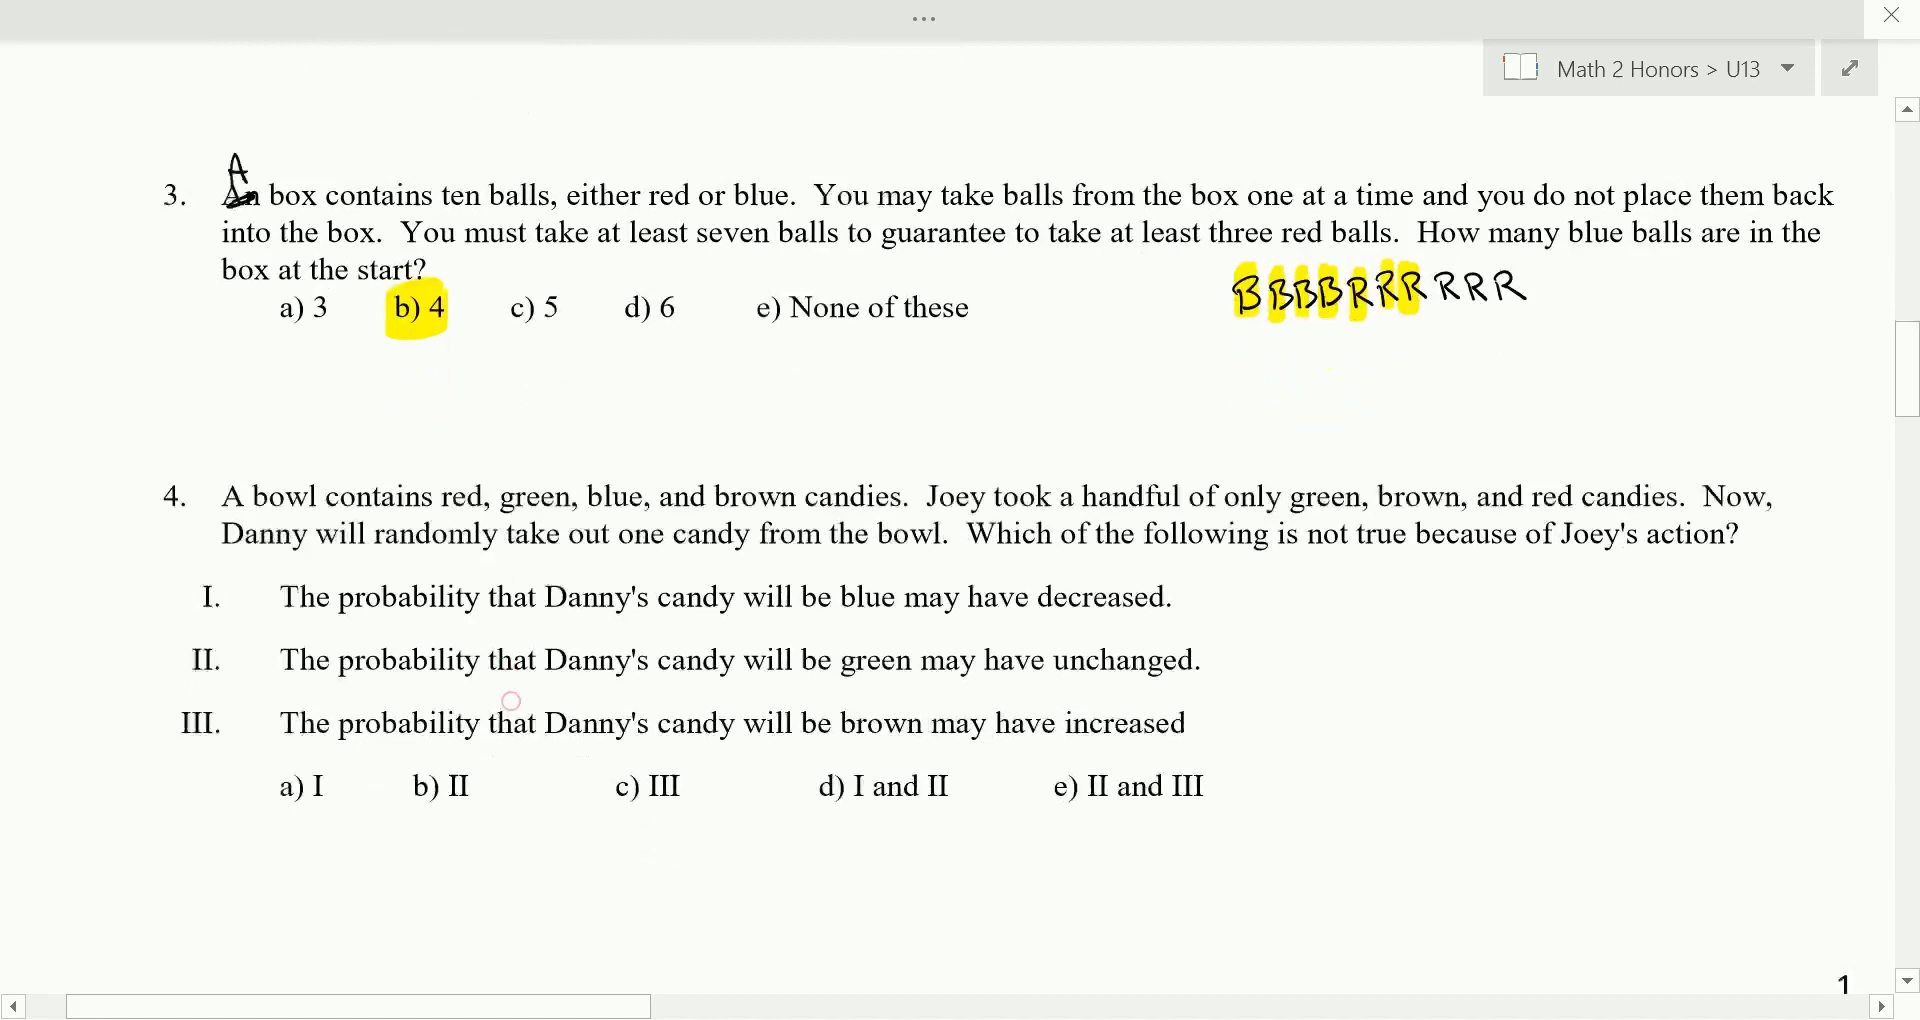 ...
Math 2 Honors > U13
A
3. An box contains ten balls, either red or blue. You may take balls from the box one at a time and you do not place them back
into the box. You must take at least seven balls to guarantee to take at least three red balls. How many blue balls are in the
box at the start?
BBBBRRRRRR
a) 3 b) 4 c) 5 d) 6 e) None of these
4. A bowl contains red, green, blue, and brown candies. Joey took a handful of only green, brown, and red candies. Now,
Danny will randomly take out one candy from the bowl. Which of the following is not true because of Joey's action?
I. The probability that Danny's candy will be blue may have decreased.
II. The probability that Danny's candy will be green may have unchanged.
III. The probability that Danny's candy will be brown may have increased
a) I b) II c) III d) I and II e) II and III
1